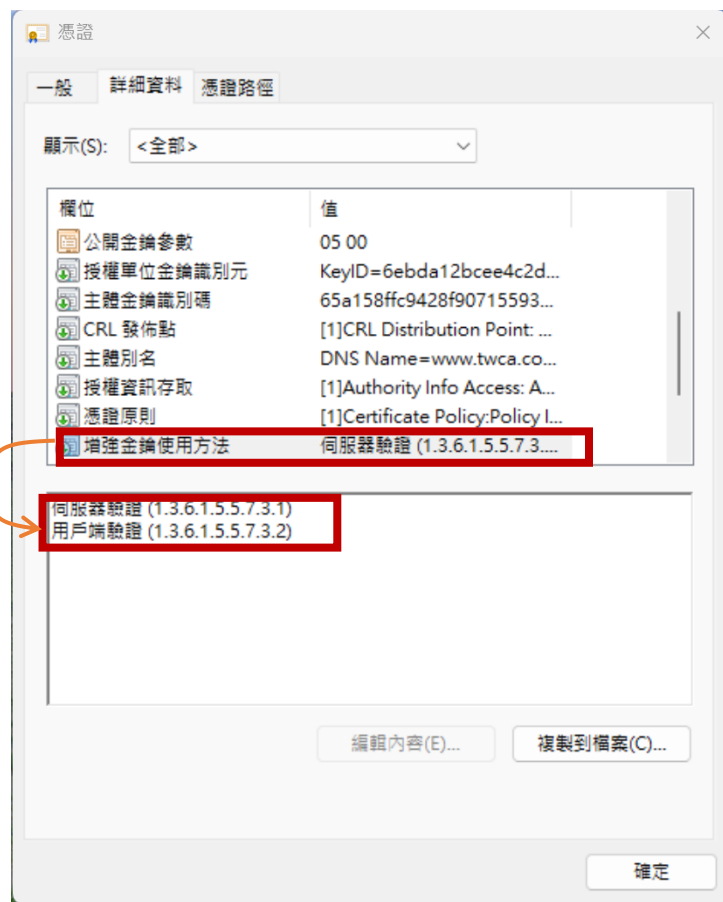 憑證
一般 詳細資料 憑證路徑
顯示(S): <全部>
欄位 值
公開金鑰參數 05 00
授權單位金鑰識別元 KeyID=6ebda12bcee4c2d...
主體金鑰識別碼 65a158ffc9428f90715593...
CRL 發佈點 [1]CRL Distribution Point: ...
主體別名 DNS Name=www.twca.co...
授權資訊存取 [1]Authority Info Access: A...
憑證原則 [1]Certificate Policy:Policy I...
增強金鑰使用方法 伺服器驗證 (1.3.6.1.5.5.7.3....
伺服器驗證 (1.3.6.1.5.5.7.3.1)
用戶端驗證 (1.3.6.1.5.5.7.3.2)
編輯內容(E)... 複製到檔案(C)...
確定